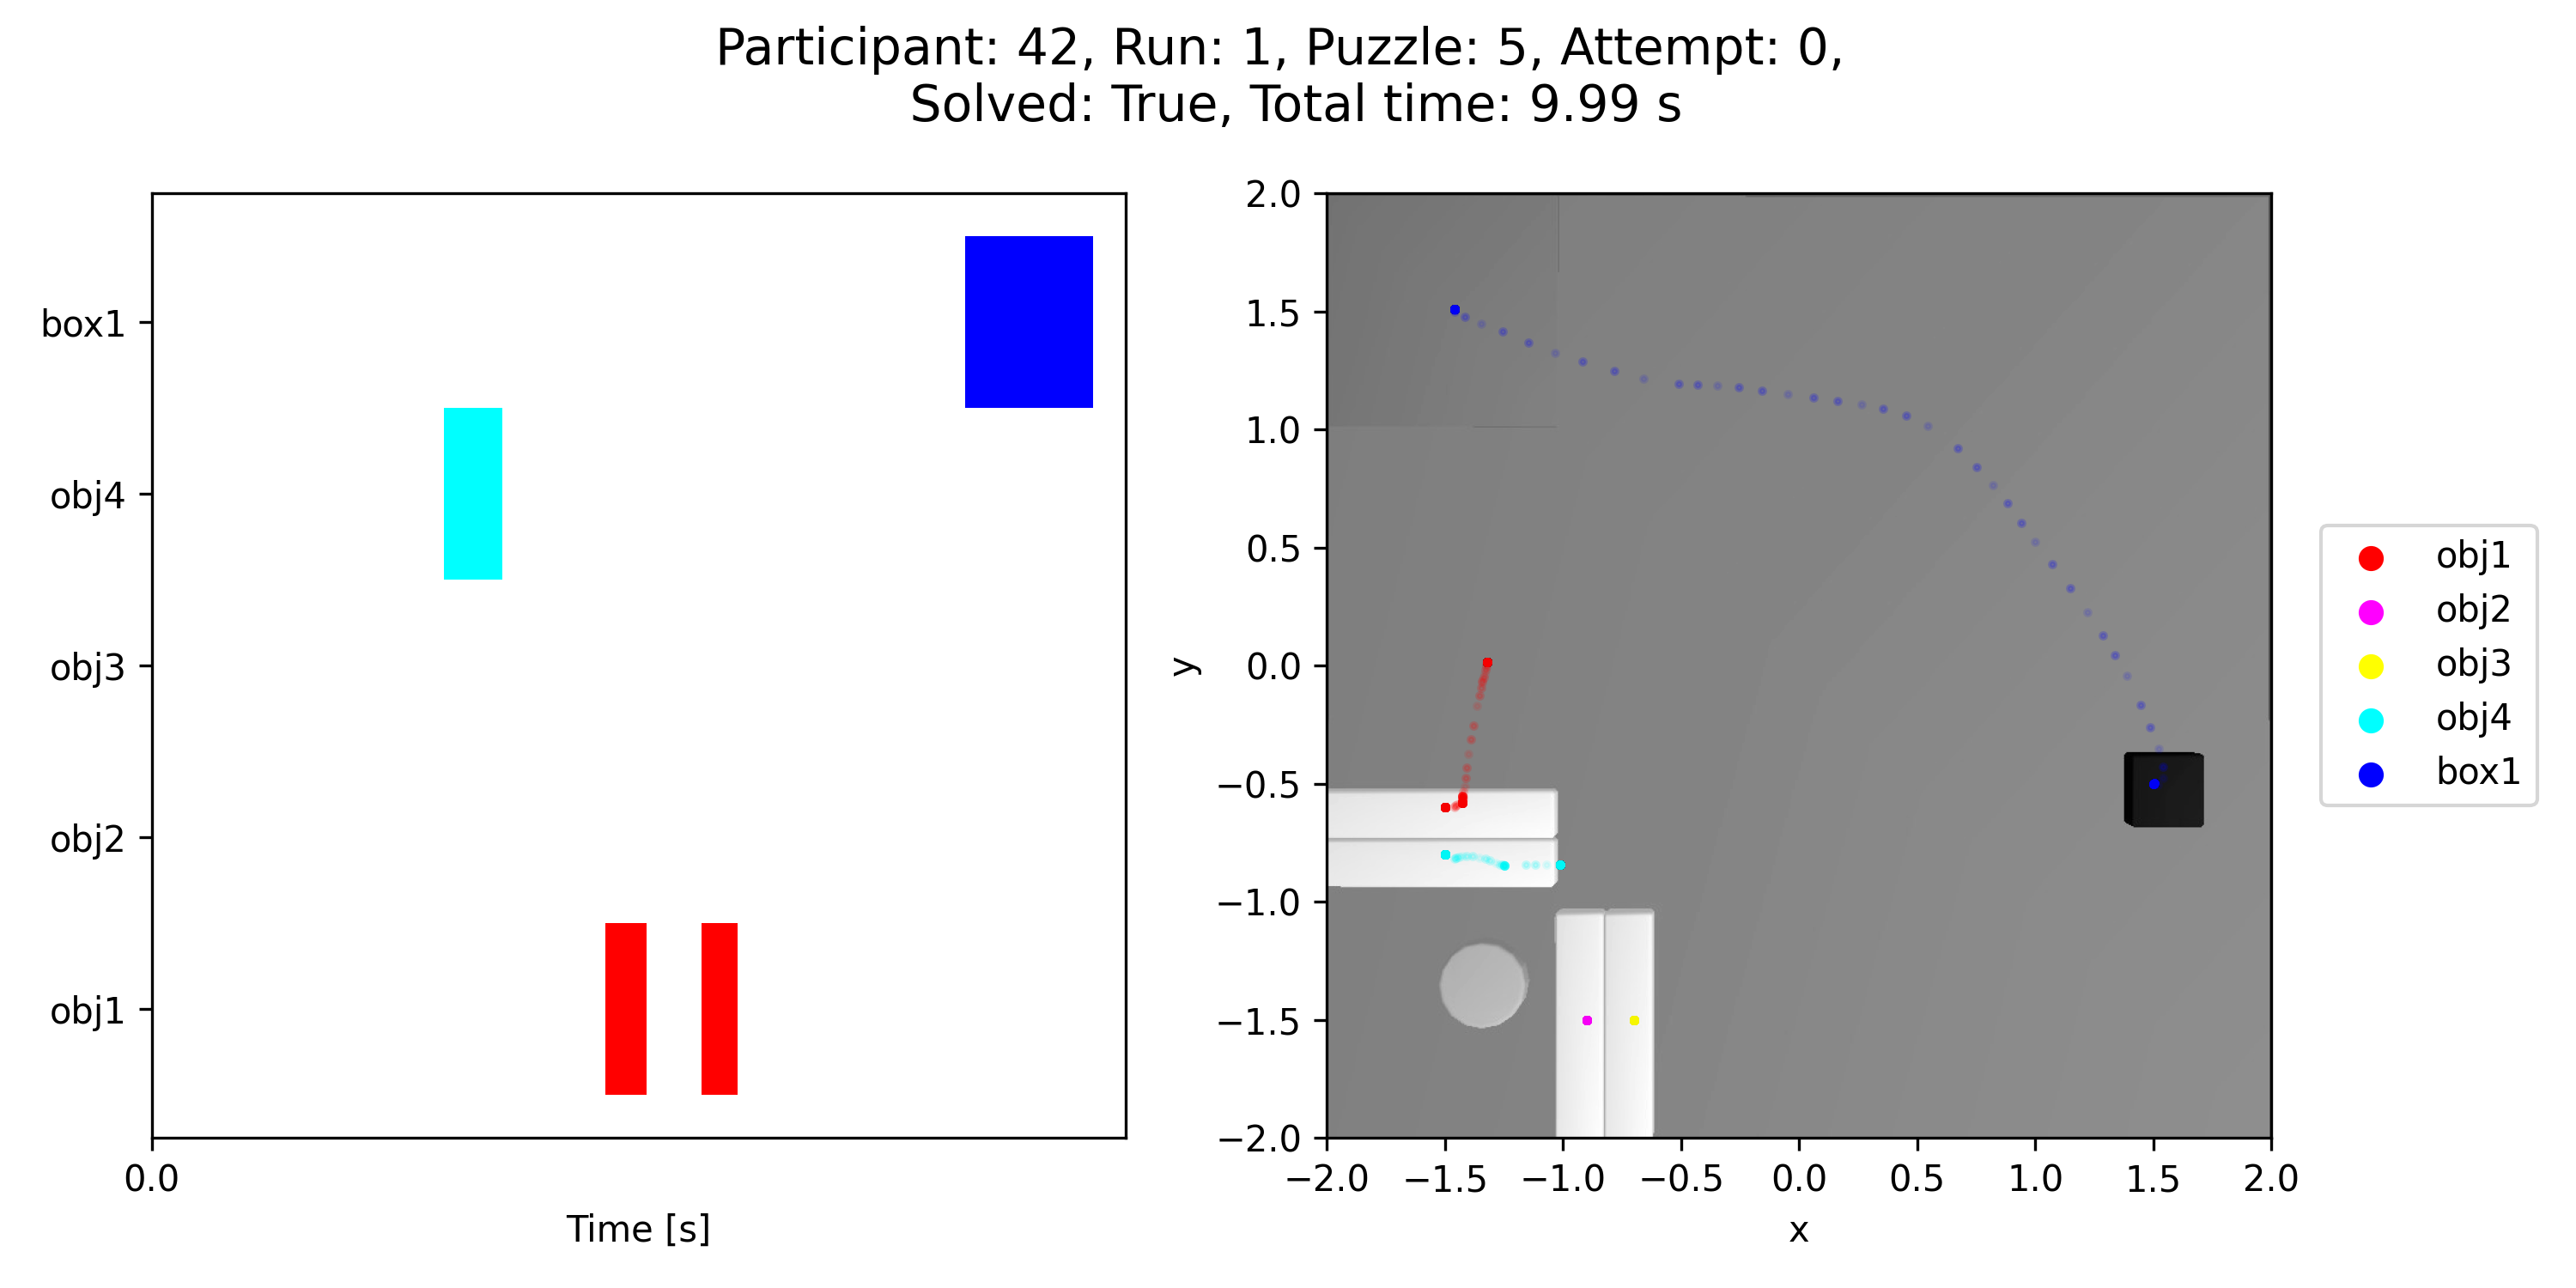 Participant: 42, Run: 1, Puzzle: 5, Attempt: 0,
Solved: True, Total time: 9.99 s
box1
obj4
obj3
obj2
obj1
0.0
Time [s]
2.0
1.5
1.0
0.5
0.0
−0.5
−1.0
−1.5
−2.0
y
−2.0 −1.5 −1.0 −0.5 0.0 0.5 1.0 1.5 2.0
x
obj1
obj2
obj3
obj4
box1